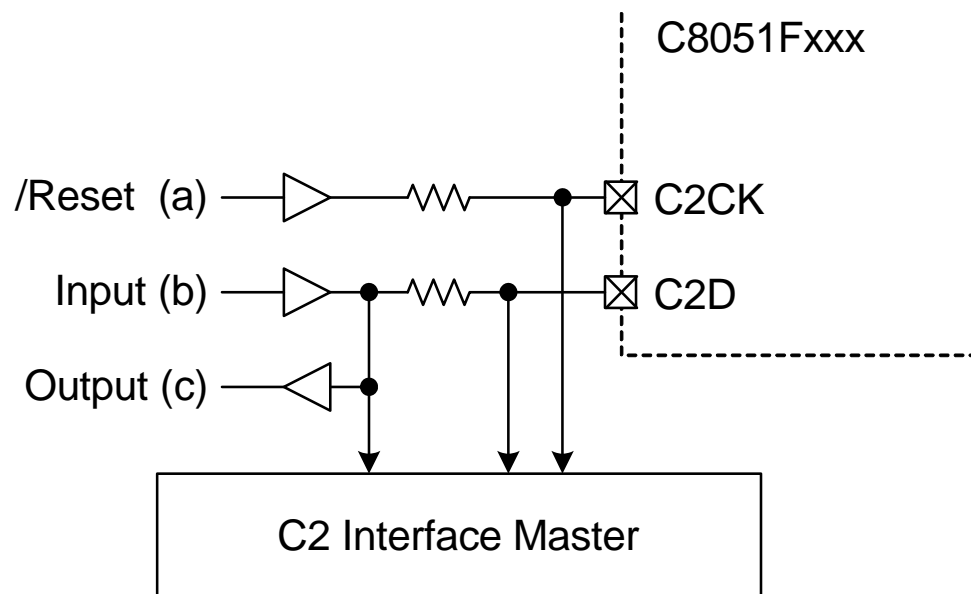 C8051Fxxx
/Reset (a)
C2CK
Input (b)
C2D
Output (c)
C2 Interface Master